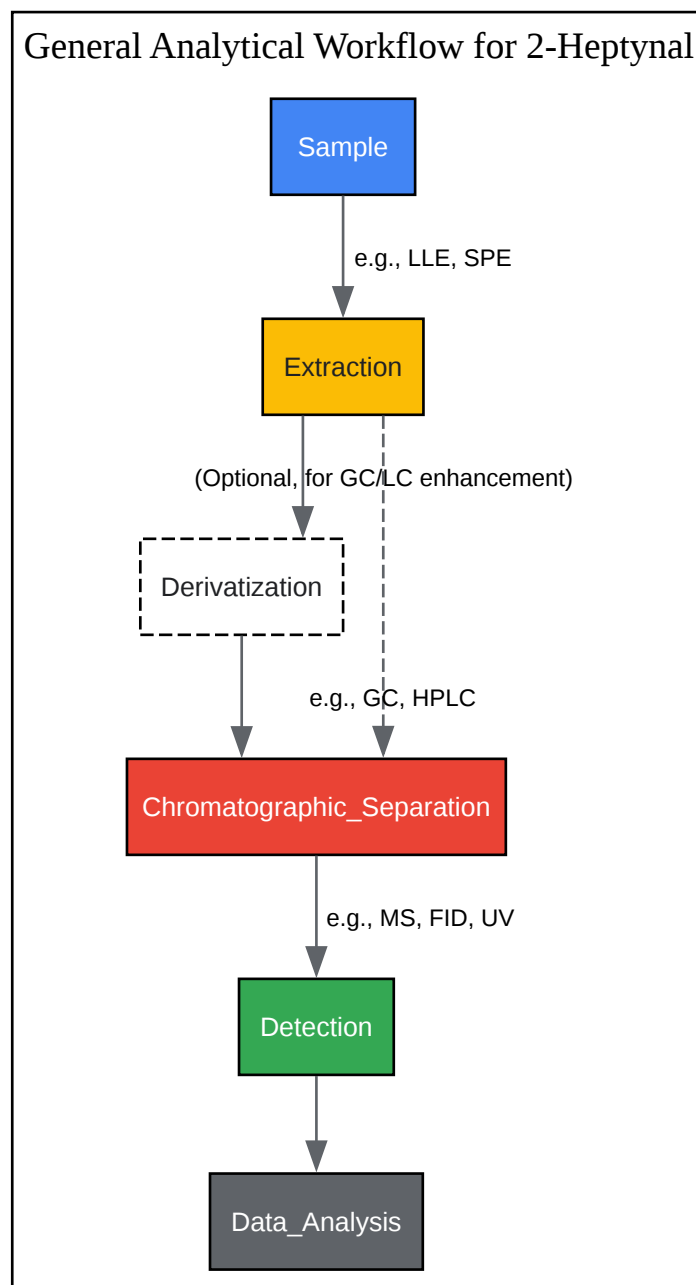 General Analytical Workflow for 2-Heptynal
Sample
e.g., LLE, SPE
Extraction
(Optional, for GC/LC enhancement)
Derivatization
e.g., GC, HPLC
Chromatographic_Separation
e.g., MS, FID, UV
Detection
Data_Analysis